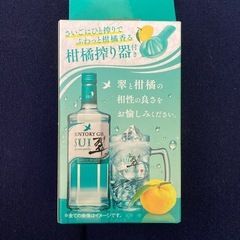 さいごにひと搾りで
ふわっと柑橘香る
柑橘搾り器付き
翠と柑橘の
相性の良さを
お愉しみください。
SUNTORY GIN
SUI
翠
翠
※全ての画像はイメージです。